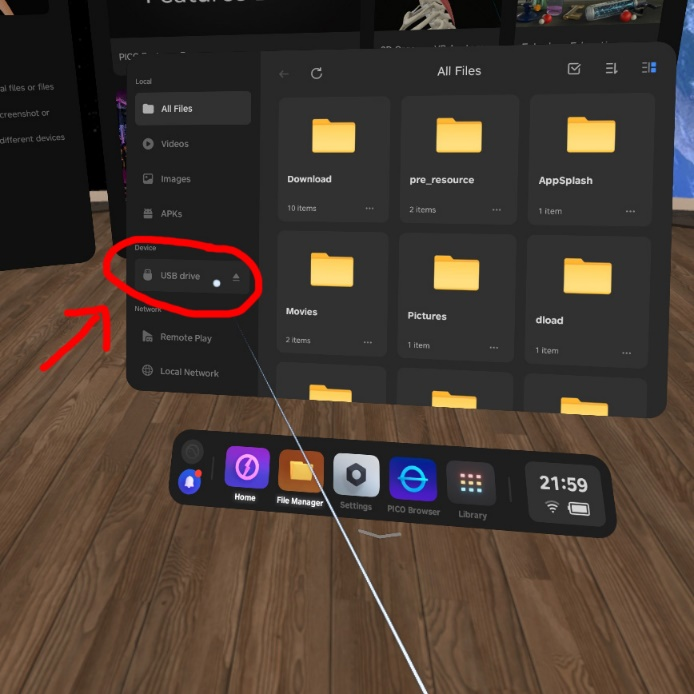 al files or files
creenshot or
different devices
Local
All Files
Videos
Images
APKs
Device
USB drive
Network
Remote Play
Local Network
All Files
Download
10 items
pre_resource
2 items
AppSplash
1 item
Movies
2 items
Pictures
1 item
dload
1 item
Home
File Manager
Settings
PICO Browser
Library
21:59